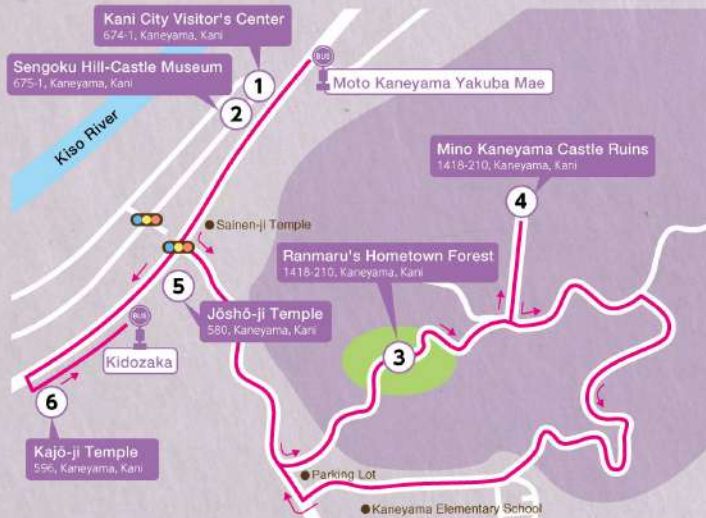 Kani City Visitor's Center
674-1, Kaneyama, Kani
1
Sengoku Hill-Castle Museum
675-1, Kaneyama, Kani
2
BUS
Moto Kaneyama Yakuba Mae
Kiso River
Mino Kaneyama Castle Ruins
1418-210, Kaneyama, Kani
4
Sainen-ji Temple
Ranmaru's Hometown Forest
1418-210, Kaneyama, Kani
3
5
Jōshō-ji Temple
580, Kaneyama, Kani
BUS
Kidozaka
6
Kajō-ji Temple
596, Kaneyama, Kani
Parking Lot
Kaneyama Elementary School